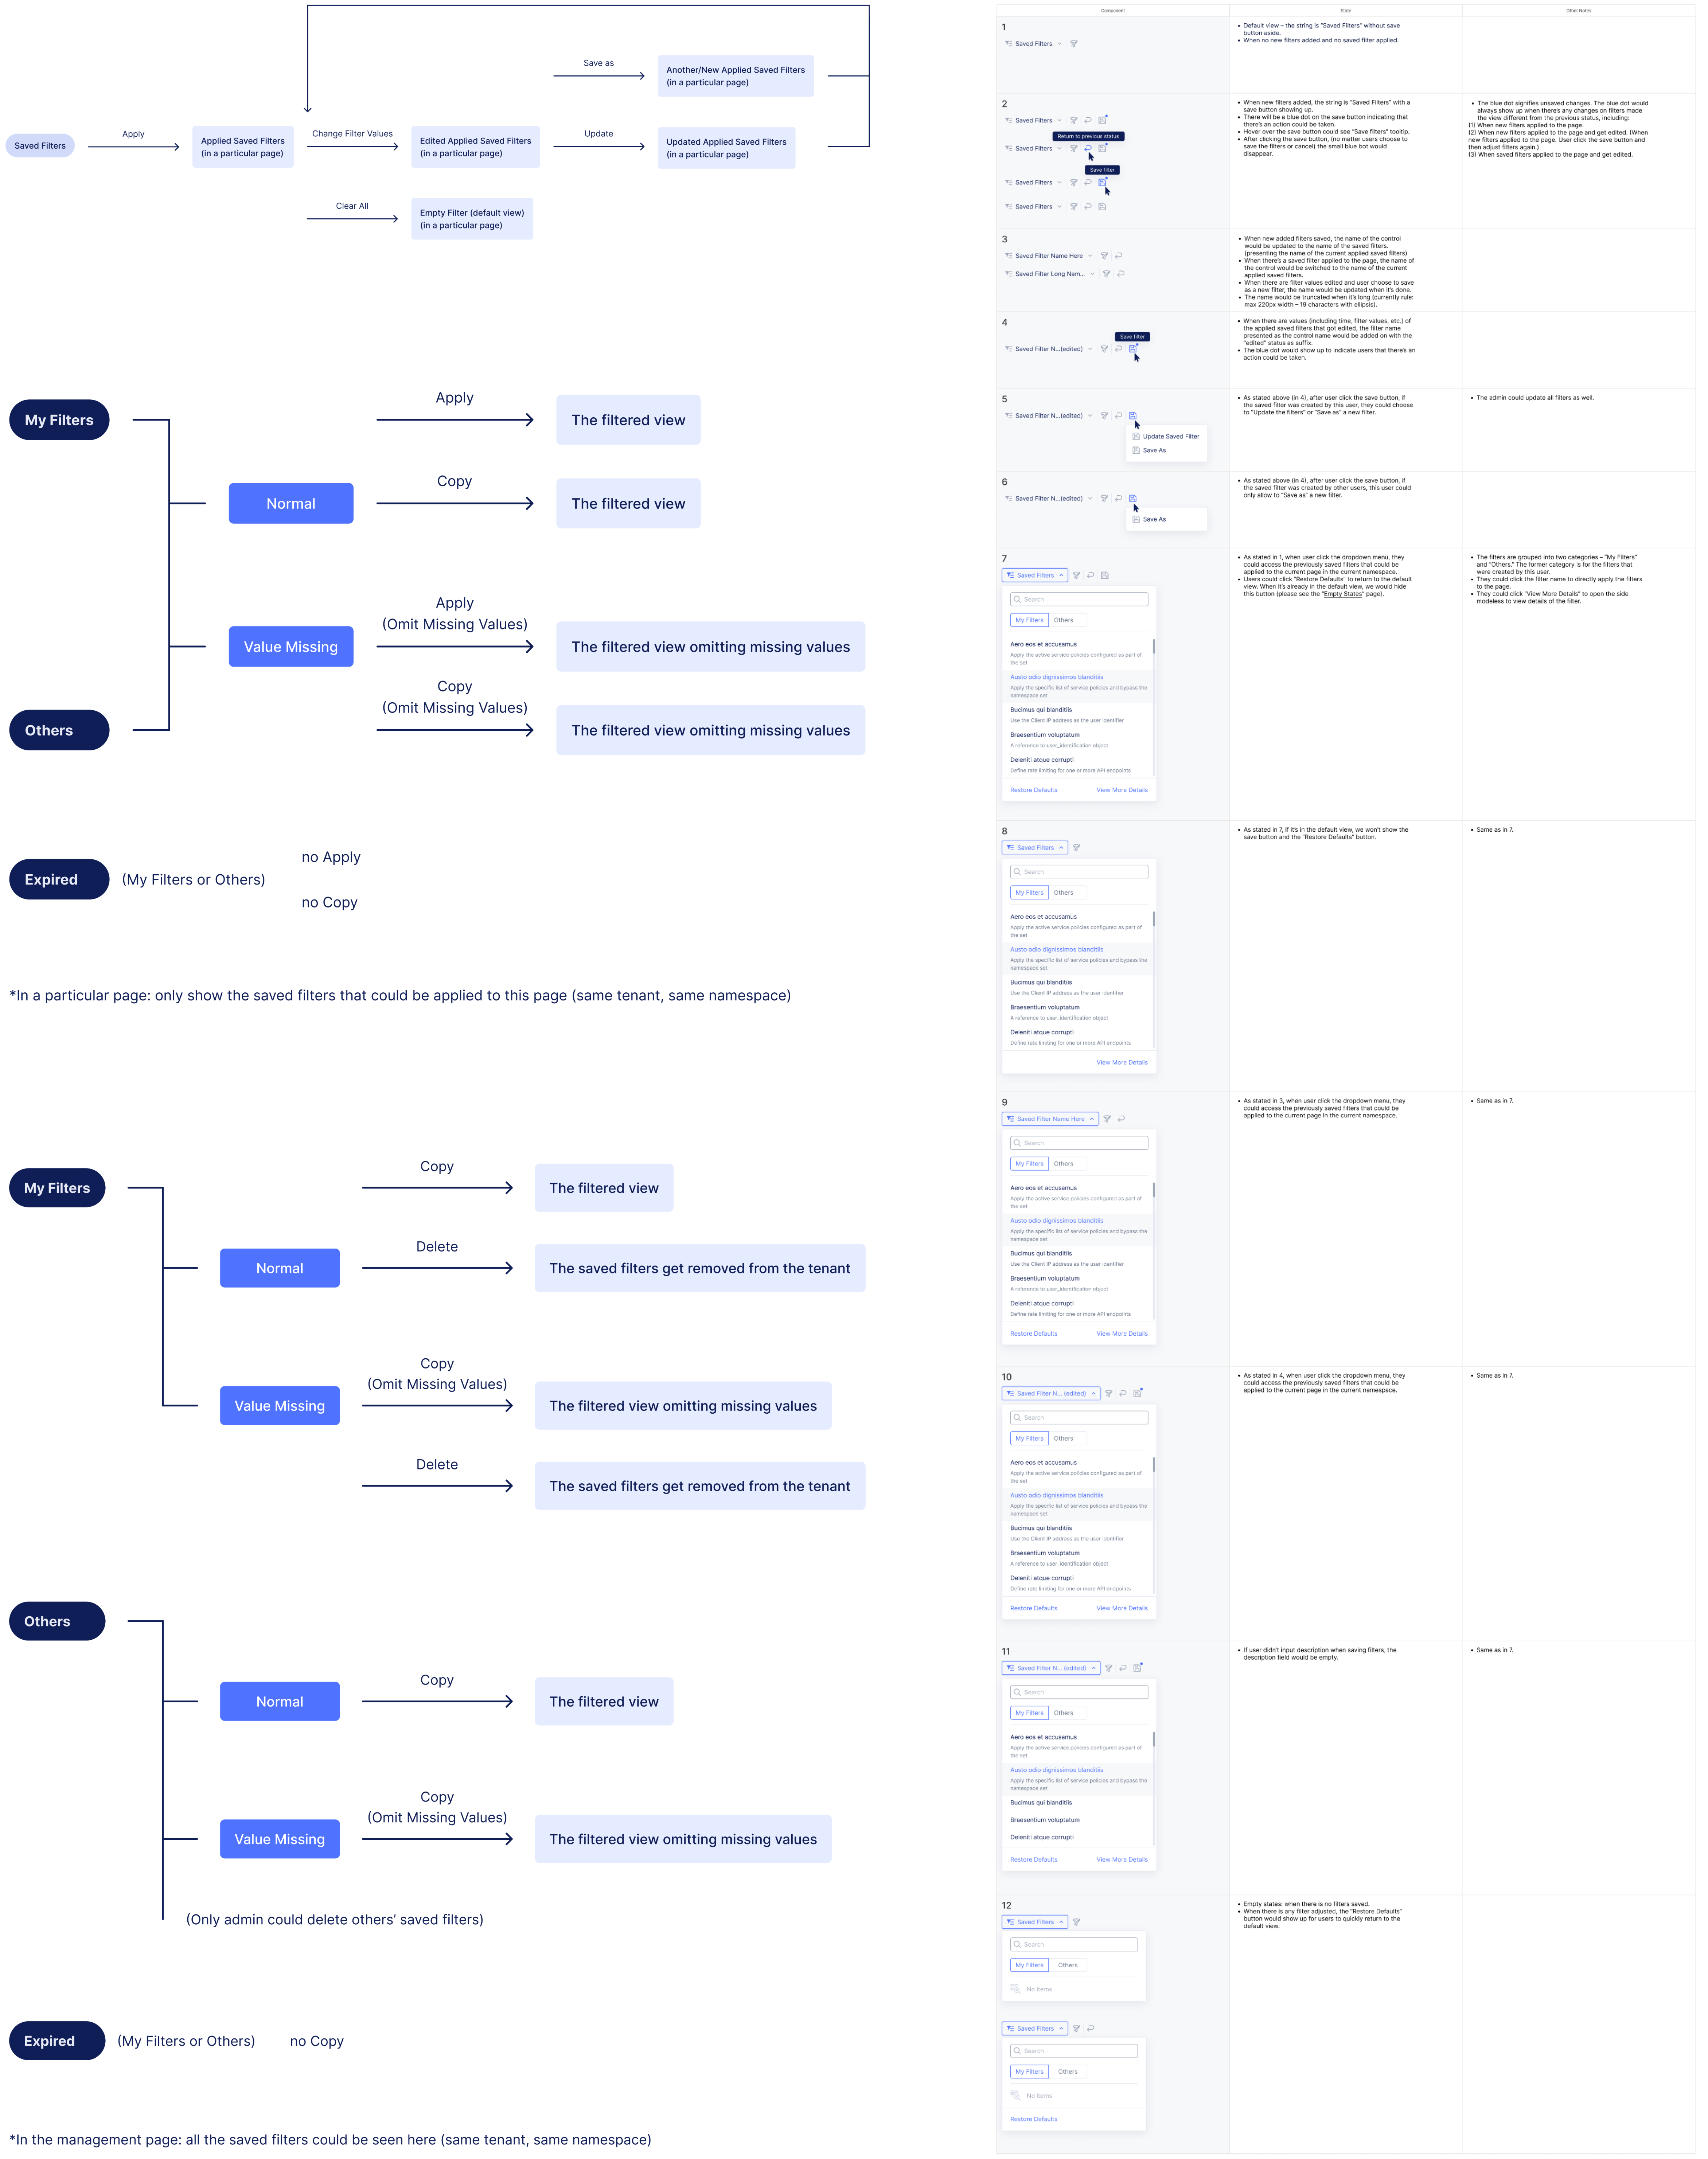 Save as
Another/New Applied Saved Filters
(in a particular page)
Saved Filters
Apply
Applied Saved Filters
(in a particular page)
Change Filter Values
Edited Applied Saved Filters
(in a particular page)
Update
Updated Applied Saved Filters
(in a particular page)
Clear All
Empty Filter (default view)
(in a particular page)
My Filters
Apply
The filtered view
Normal
Copy
The filtered view
Apply
(Omit Missing Values)
Value Missing
The filtered view omitting missing values
Copy
(Omit Missing Values)
Others
The filtered view omitting missing values
no Apply
Expired
(My Filters or Others)
no Copy
*In a particular page: only show the saved filters that could be applied to this page (same tenant, same namespace)
My Filters
Copy
The filtered view
Normal
Delete
The saved filters get removed from the tenant
Copy
(Omit Missing Values)
Value Missing
The filtered view omitting missing values
Delete
The saved filters get removed from the tenant
Others
Normal
Copy
The filtered view
Copy
(Omit Missing Values)
Value Missing
The filtered view omitting missing values
(Only admin could delete others’ saved filters)
Expired
(My Filters or Others)
no Copy
*In the management page: all the saved filters could be seen here (same tenant, same namespace)
Component
State
Other Notes
1
Saved Filters
• Default view – the string is “Saved Filters” without save
button aside.
• When no new filters added and no saved filter applied.
2
Saved Filters
Return to previous status
Saved Filters
Save filter
Saved Filters
Saved Filters
• When new filters added, the string is “Saved Filters” with a
save button showing up.
• There will be a blue dot on the save button indicating that
there’s an action could be taken.
• Hover over the save button could see “Save filters” tooltip.
• After clicking the save button, (no matter users choose to
save the filters or cancel) the small blue bot would
disappear.
• The blue dot signifies unsaved changes. The blue dot would
always show up when there’s any changes on filters made
the view different from the previous status, including:
(1) When new filters applied to the page.
(2) When new filters applied to the page and get edited. (When
new filters applied to the page. User click the save button and
then adjust filters again.)
(3) When saved filters applied to the page and get edited.
3
Saved Filter Name Here
Saved Filter Long Nam...
• When new added filters saved, the name of the control
would be updated to the name of the saved filters.
(presenting the name of the current applied saved filters)
• When there’s a saved filter applied to the page, the name of
the control would be switched to the name of the current
applied saved filters.
• When there are filter values edited and user choose to save
as a new filter, the name would be updated when it’s done.
• The name would be truncated when it’s long (currently rule:
max 220px width – 19 characters with ellipsis).
4
Save filter
Saved Filter N...(edited)
• When there are values (including time, filter values, etc.) of
the applied saved filters that got edited, the filter name
presented as the control name would be added on with the
“edited” status as suffix.
• The blue dot would show up to indicate users that there’s an
action could be taken.
5
Saved Filter N...(edited)
Update Saved Filter
Save As
• As stated above (in 4), after user click the save button, if
the saved filter was created by this user, they could choose
to “Update the filters” or “Save as” a new filter.
• The admin could update all filters as well.
6
Saved Filter N...(edited)
Save As
• As stated above (in 4), after user click the save button, if
the saved filter was created by other users, this user could
only allow to “Save as” a new filter.
7
Saved Filters
Search
My Filters
Others
Aero eos et accusamus
Apply the active service policies configured as part of
the set
Austo odio dignissimos blanditiis
Apply the specific list of service policies and bypass the
namespace set
Bucimus qui blanditiis
Use the Client IP address as the user identifier
Braesentium voluptatum
A reference to user_identification object
Deleniti atque corrupti
Define rate limiting for one or more API endpoints
Restore Defaults
View More Details
• As stated in 1, when user click the dropdown menu, they
could access the previously saved filters that could be
applied to the current page in the current namespace.
• Users could click “Restore Defaults” to return to the default
view. When it’s already in the default view, we would hide
this button (please see the “Empty States” page).
• The filters are grouped into two categories – “My Filters”
and “Others.” The former category is for the filters that
were created by this user.
• They could click the filter name to directly apply the filters
to the page.
• They could click “View More Details” to open the side
modeless to view details of the filter.
8
Saved Filters
Search
My Filters
Others
Aero eos et accusamus
Apply the active service policies configured as part of
the set
Austo odio dignissimos blanditiis
Apply the specific list of service policies and bypass the
namespace set
Bucimus qui blanditiis
Use the Client IP address as the user identifier
Braesentium voluptatum
A reference to user_identification object
Deleniti atque corrupti
Define rate limiting for one or more API endpoints
View More Details
• As stated in 7, if it’s in the default view, we won’t show the
save button and the “Restore Defaults” button.
• Same as in 7.
9
Saved Filter Name Here
Search
My Filters
Others
Aero eos et accusamus
Apply the active service policies configured as part of
the set
Austo odio dignissimos blanditiis
Apply the specific list of service policies and bypass the
namespace set
Bucimus qui blanditiis
Use the Client IP address as the user identifier
Braesentium voluptatum
A reference to user_identification object
Deleniti atque corrupti
Define rate limiting for one or more API endpoints
Restore Defaults
View More Details
• As stated in 3, when user click the dropdown menu, they
could access the previously saved filters that could be
applied to the current page in the current namespace.
• Same as in 7.
10
Saved Filter N... (edited)
Search
My Filters
Others
Aero eos et accusamus
Apply the active service policies configured as part of
the set
Austo odio dignissimos blanditiis
Apply the specific list of service policies and bypass the
namespace set
Bucimus qui blanditiis
Use the Client IP address as the user identifier
Braesentium voluptatum
A reference to user_identification object
Deleniti atque corrupti
Define rate limiting for one or more API endpoints
Restore Defaults
View More Details
• As stated in 4, when user click the dropdown menu, they
could access the previously saved filters that could be
applied to the current page in the current namespace.
• Same as in 7.
11
Saved Filter N... (edited)
Search
My Filters
Others
Aero eos et accusamus
Apply the active service policies configured as part of
the set
Austo odio dignissimos blanditiis
Apply the specific list of service policies and bypass the
namespace set
Bucimus qui blanditiis
Braesentium voluptatum
Deleniti atque corrupti
Restore Defaults
View More Details
• If user didn’t input description when saving filters, the
description field would be empty.
• Same as in 7.
12
Saved Filters
Search
My Filters
Others
No Items
Saved Filters
Search
My Filters
Others
No Items
Restore Defaults
• Empty states: when there is no filters saved.
• When there is any filter adjusted, the “Restore Defaults”
button would show up for users to quickly return to the
default view.